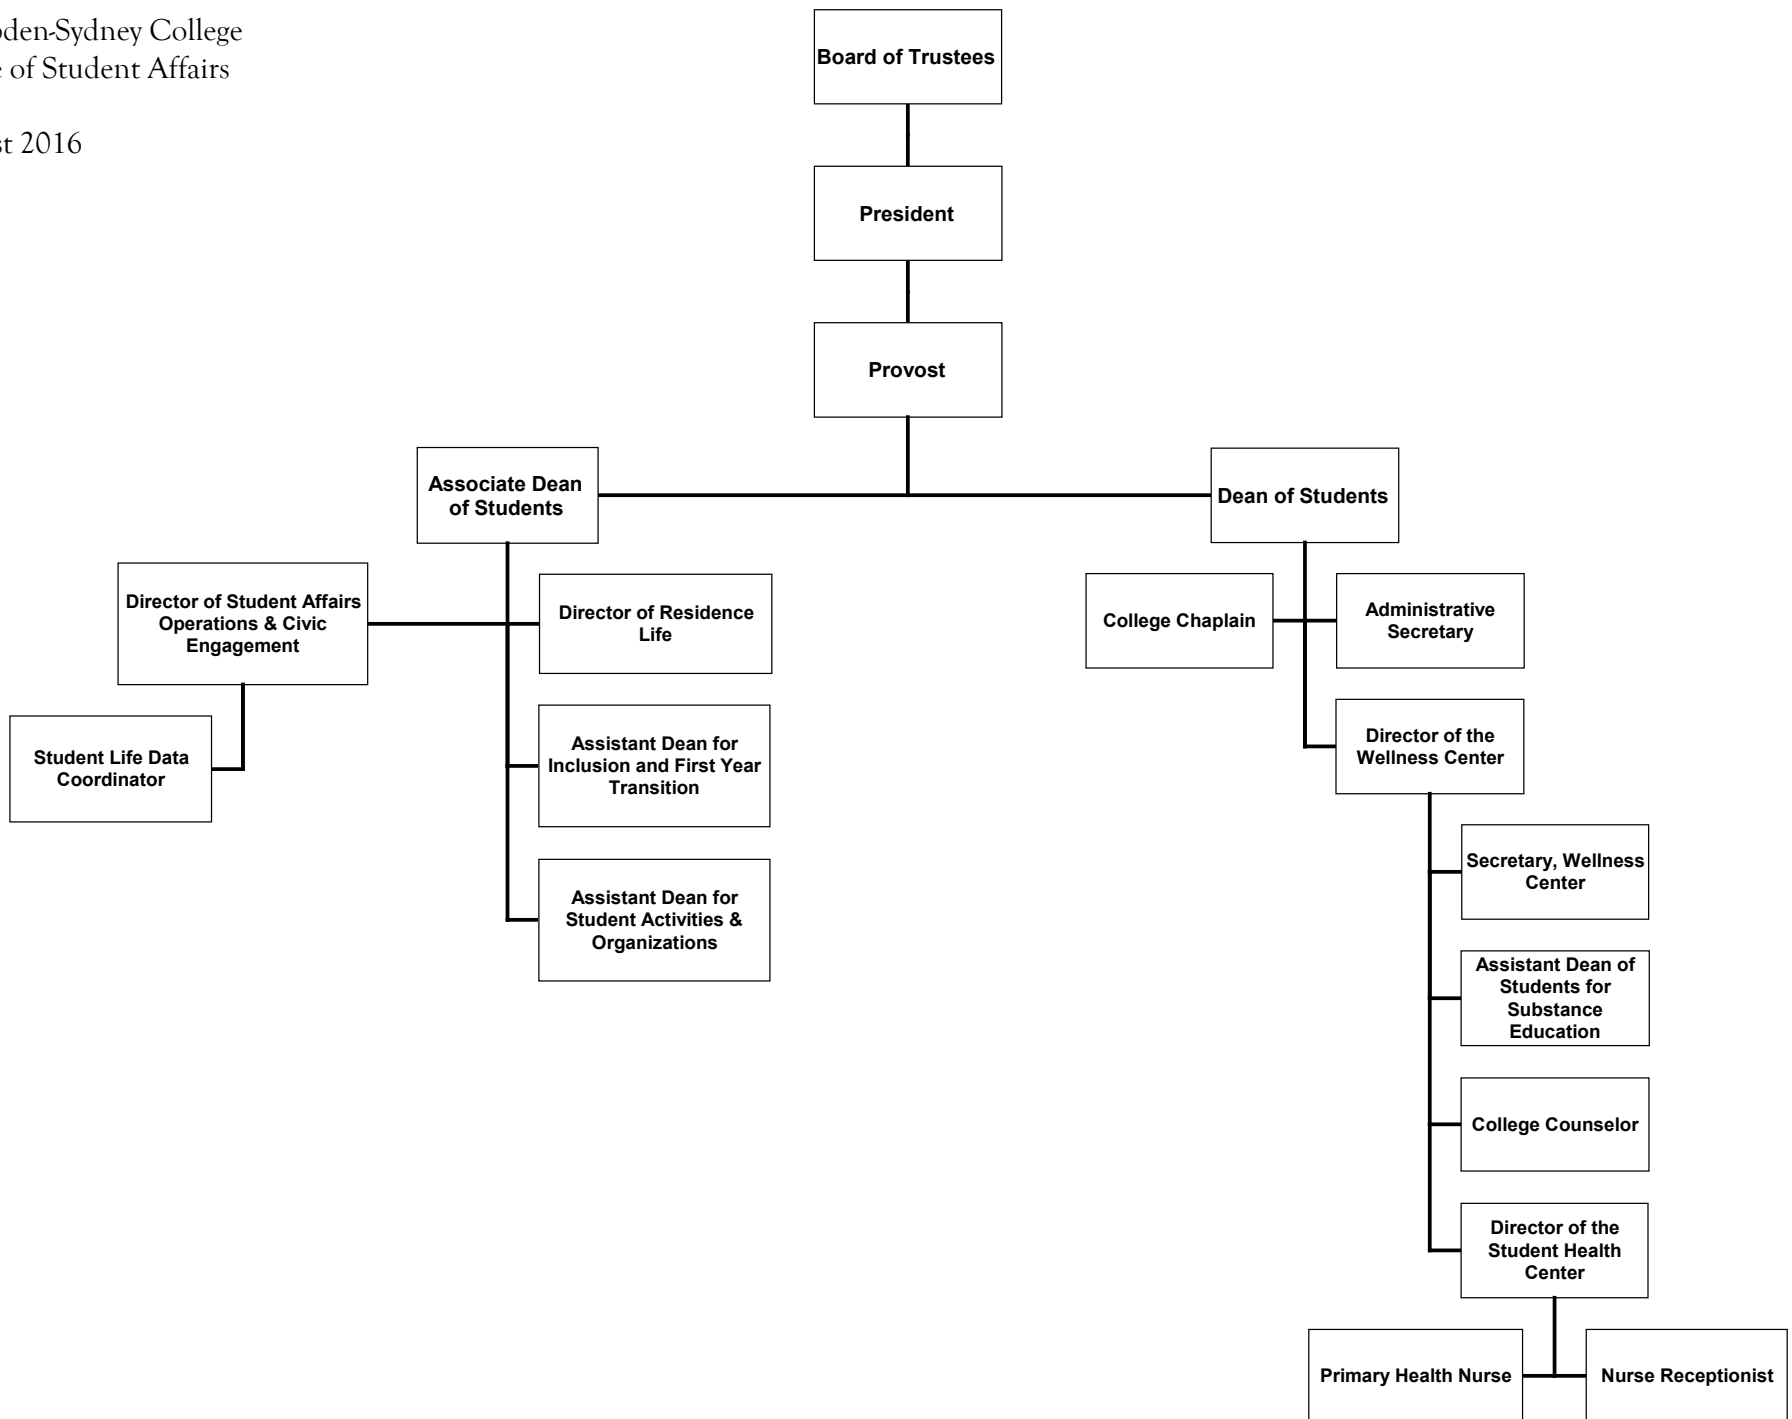 den-Sydney College
of Student Affairs
2016
Board of Trustees
President
Provost
Associate Dean
of Students
Dean of Students
Director of Student Affairs
Operations & Civic
Engagement
Director of Residence
Life
College Chaplain
Administrative
Secretary
Student Life Data
Coordinator
Assistant Dean for
Inclusion and First Year
Transition
Director of the
Wellness Center
Assistant Dean for
Student Activities &
Organizations
Secretary, Wellness
Center
Assistant Dean of
Students for
Substance
Education
College Counselor
Director of the
Student Health
Center
Primary Health Nurse
Nurse Receptionist